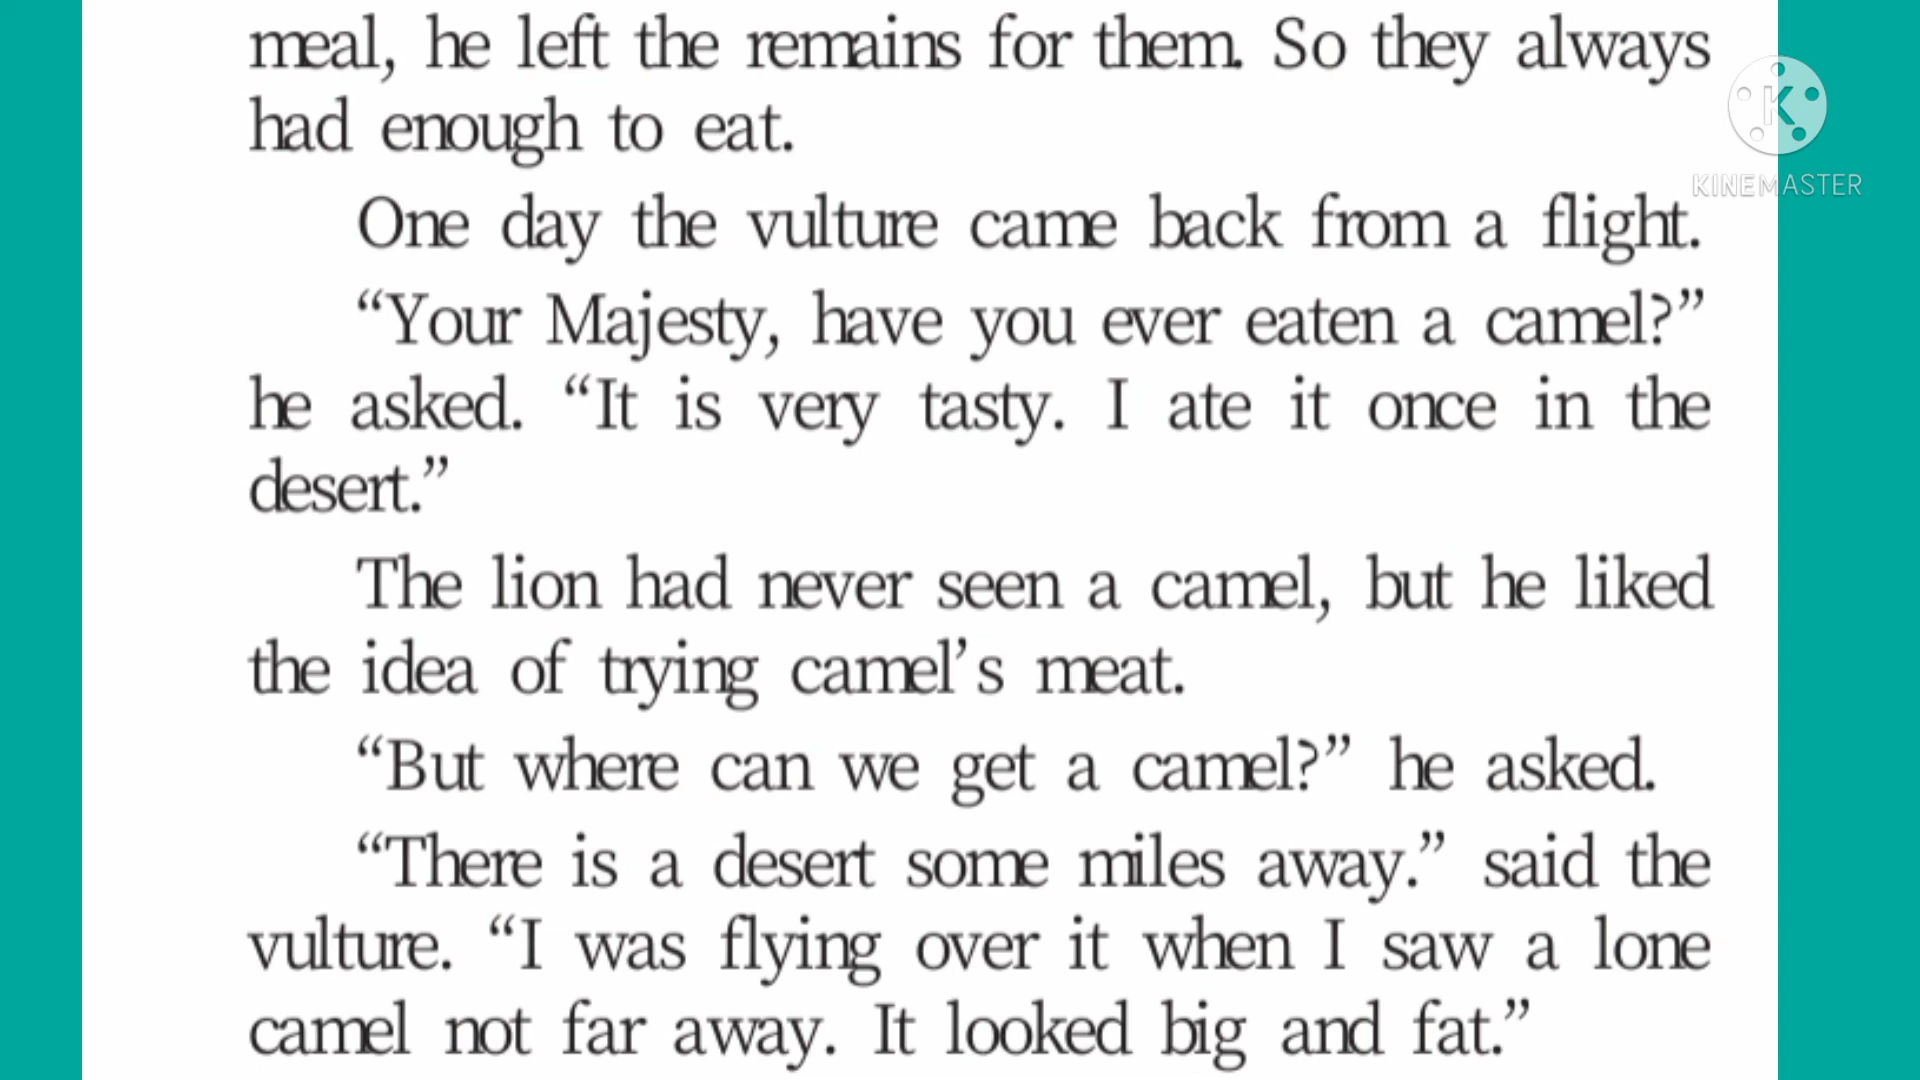 meal, he left the remains for them. So they always
had enough to eat.
One day the vulture came back from a flight.
“Your Majesty, have you ever eaten a camel?”
he asked. “It is very tasty. I ate it once in the
desert.”
The lion had never seen a camel, but he liked
the idea of trying camel’s meat.
“But where can we get a camel?” he asked.
“There is a desert some miles away.” said the
vulture. “I was flying over it when I saw a lone
camel not far away. It looked big and fat.”
K
KINEMASTER